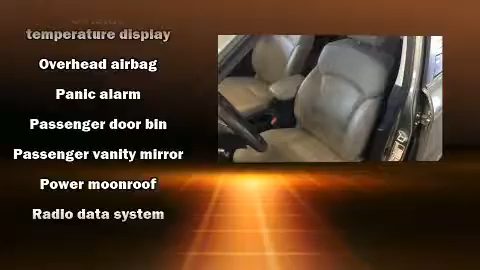 temperature display
Overhead airbag
Panic alarm
Passenger door bin
Passenger vanity mirror
Power moonroof
Radio data system